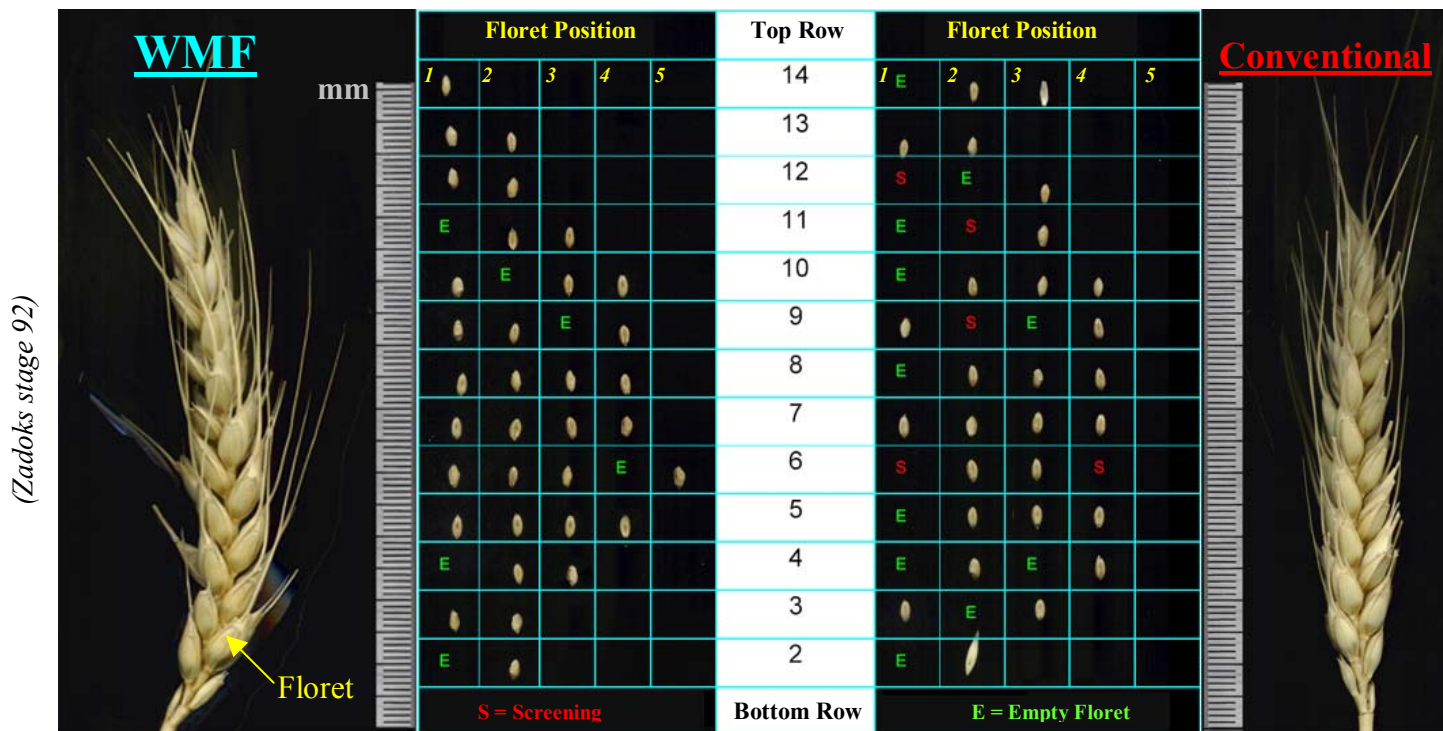 WMF
Floret Position
Top Row
Floret Position
Conventional
mm
1 2 3 4 5
14
1 E 2 3 4 5
13
12
S E
E
11
E S
E
10
E
E
9
S E
8
E
7
E
6
S S
5
E
E
4
E E
3
E
E
2
E
(Zadoks stage 92)
Floret
S = Screening
Bottom Row
E = Empty Floret